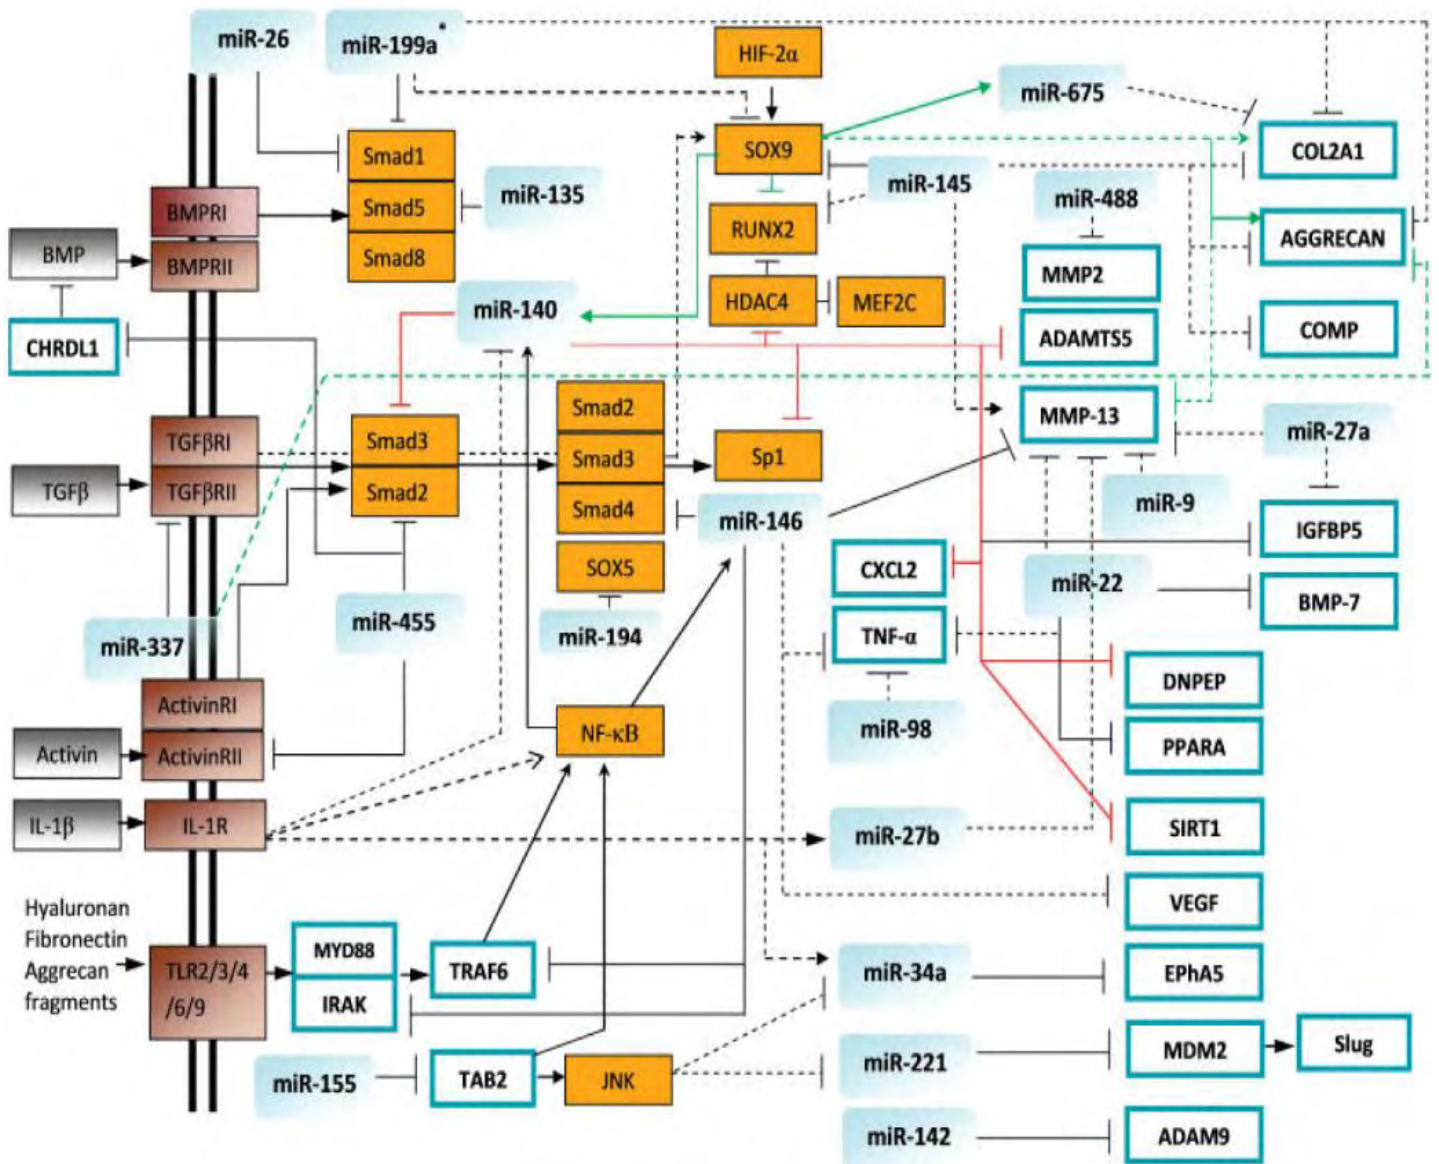 miR-26
miR-199a*
HIF-2α
miR-675
Smad1
SOX9
COL2A1
miR-135
miR-145
miR-488
BMPRI
Smad5
RUNX2
AGGRECAN
BMP
BMPRII
Smad8
MMP2
miR-140
HDAC4
MEF2C
CHRDL1
ADAMTS5
COMP
Smad2
MMP-13
miR-27a
TGFβRI
Smad3
Smad3
Sp1
TGFβ
TGFβRII
Smad2
Smad4
miR-146
miR-9
IGFBP5
SOX5
CXCL2
miR-22
BMP-7
miR-337
miR-455
miR-194
TNF-α
DNPEP
ActivinRI
NF-κB
miR-98
PPARA
Activin
ActivinRII
IL-1β
IL-1R
miR-27b
SIRT1
VEGF
Hyaluronan
Fibronectin
Aggrecan
fragments
TLR2/3/4
/6/9
MYD88
IRAK
TRAF6
miR-34a
EPhA5
miR-155
TAB2
JNK
miR-221
MDM2
Slug
miR-142
ADAM9